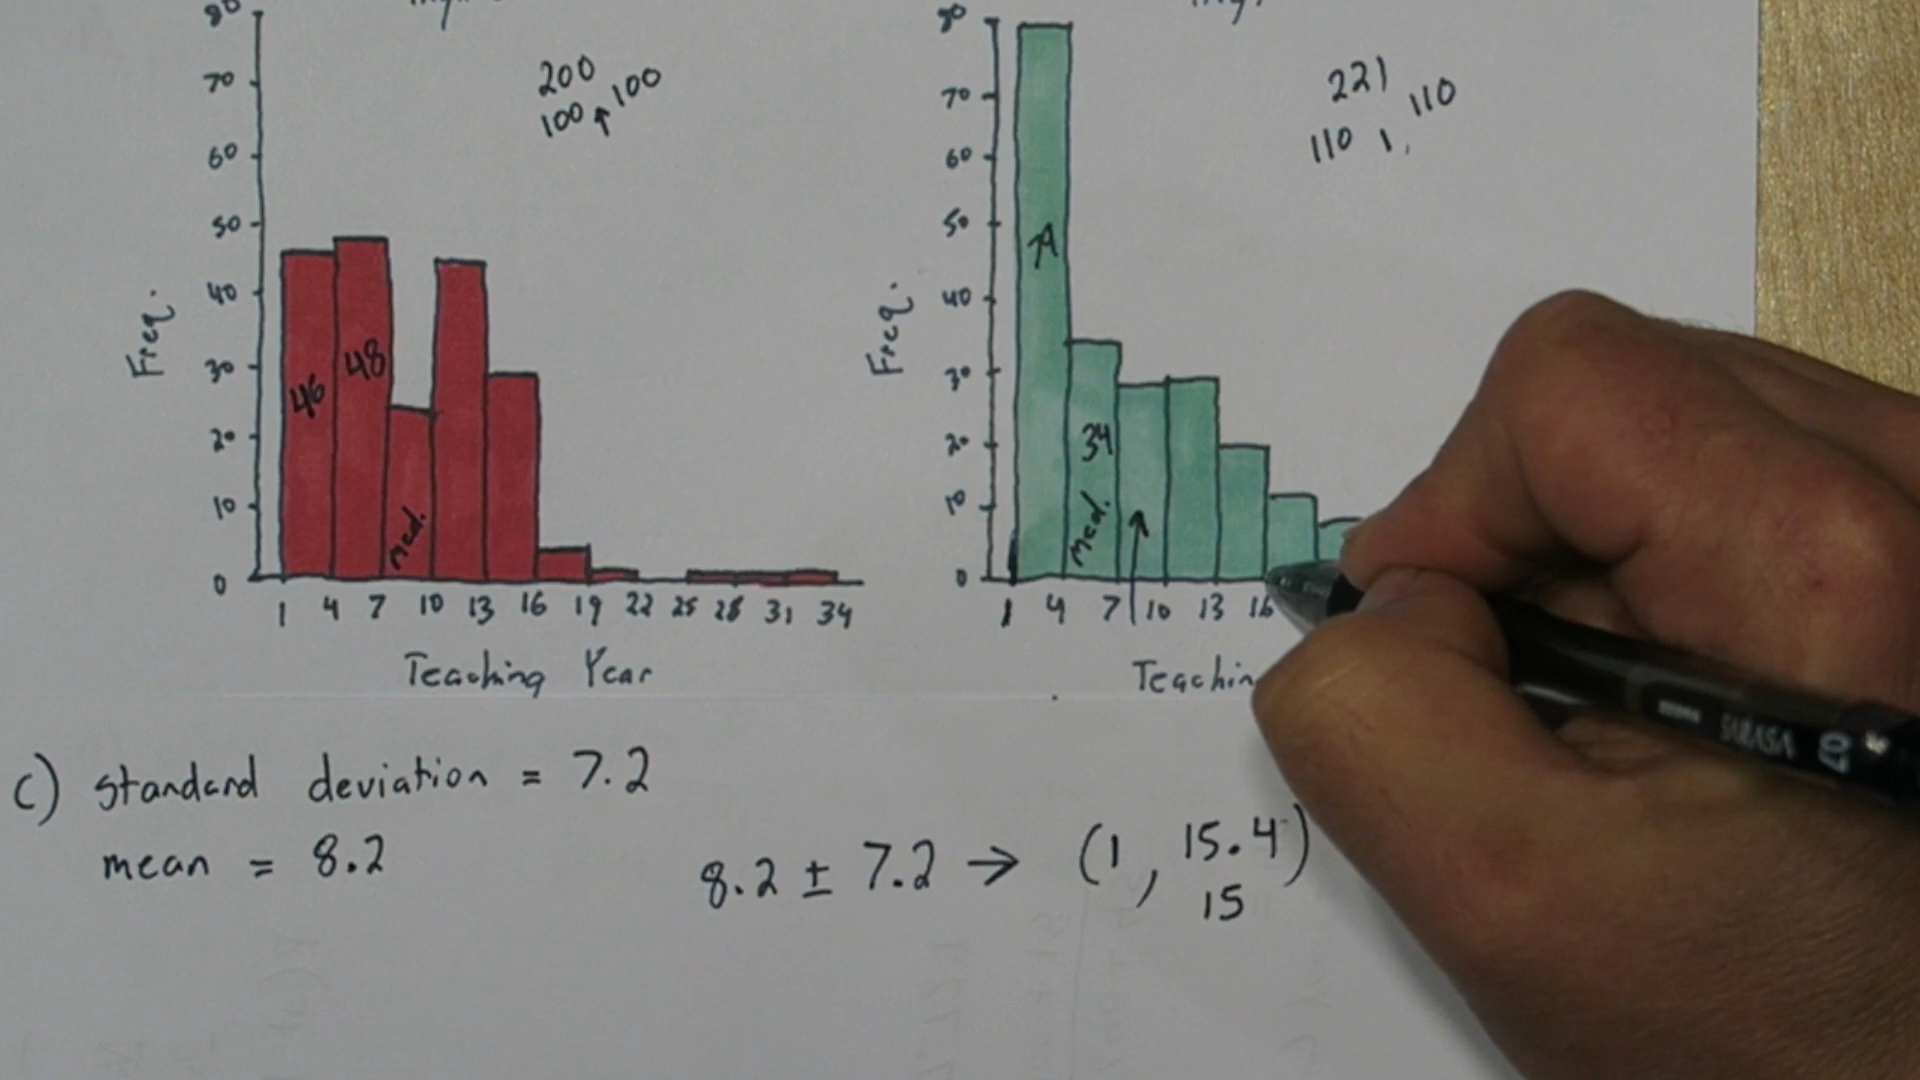 80
70
60
50
40
30
20
10
0
Freq.
200
100 ↑ 100
46
48
med.
1 4 7 10 13 16 19 22 25 28 31 34
Teaching Year
70
60
50
40
30
20
10
0
Freq.
221
110 1 110
34
med.
1 4 7 10 13 16
Teaching
c) standard deviation = 7.2
mean = 8.2
8.2 ± 7.2 → (1, 15.4)
15
SARASA